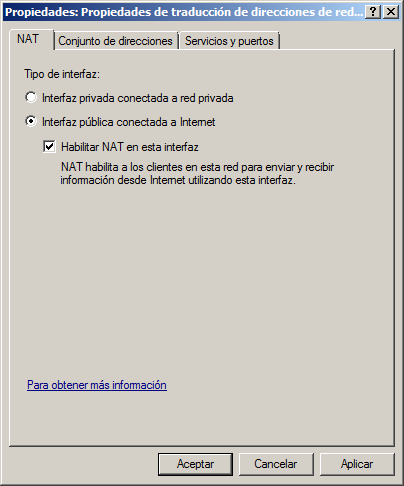 Propiedades: Propiedades de traducción de direcciones de red...
NAT
Conjunto de direcciones
Servicios y puertos
Tipo de interfaz:
Interfaz privada conectada a red privada
Interfaz pública conectada a Internet
Habilitar NAT en esta interfaz
NAT habilita a los clientes en esta red para enviar y recibir
información desde Internet utilizando esta interfaz.
Para obtener más información
Aceptar
Cancelar
Aplicar